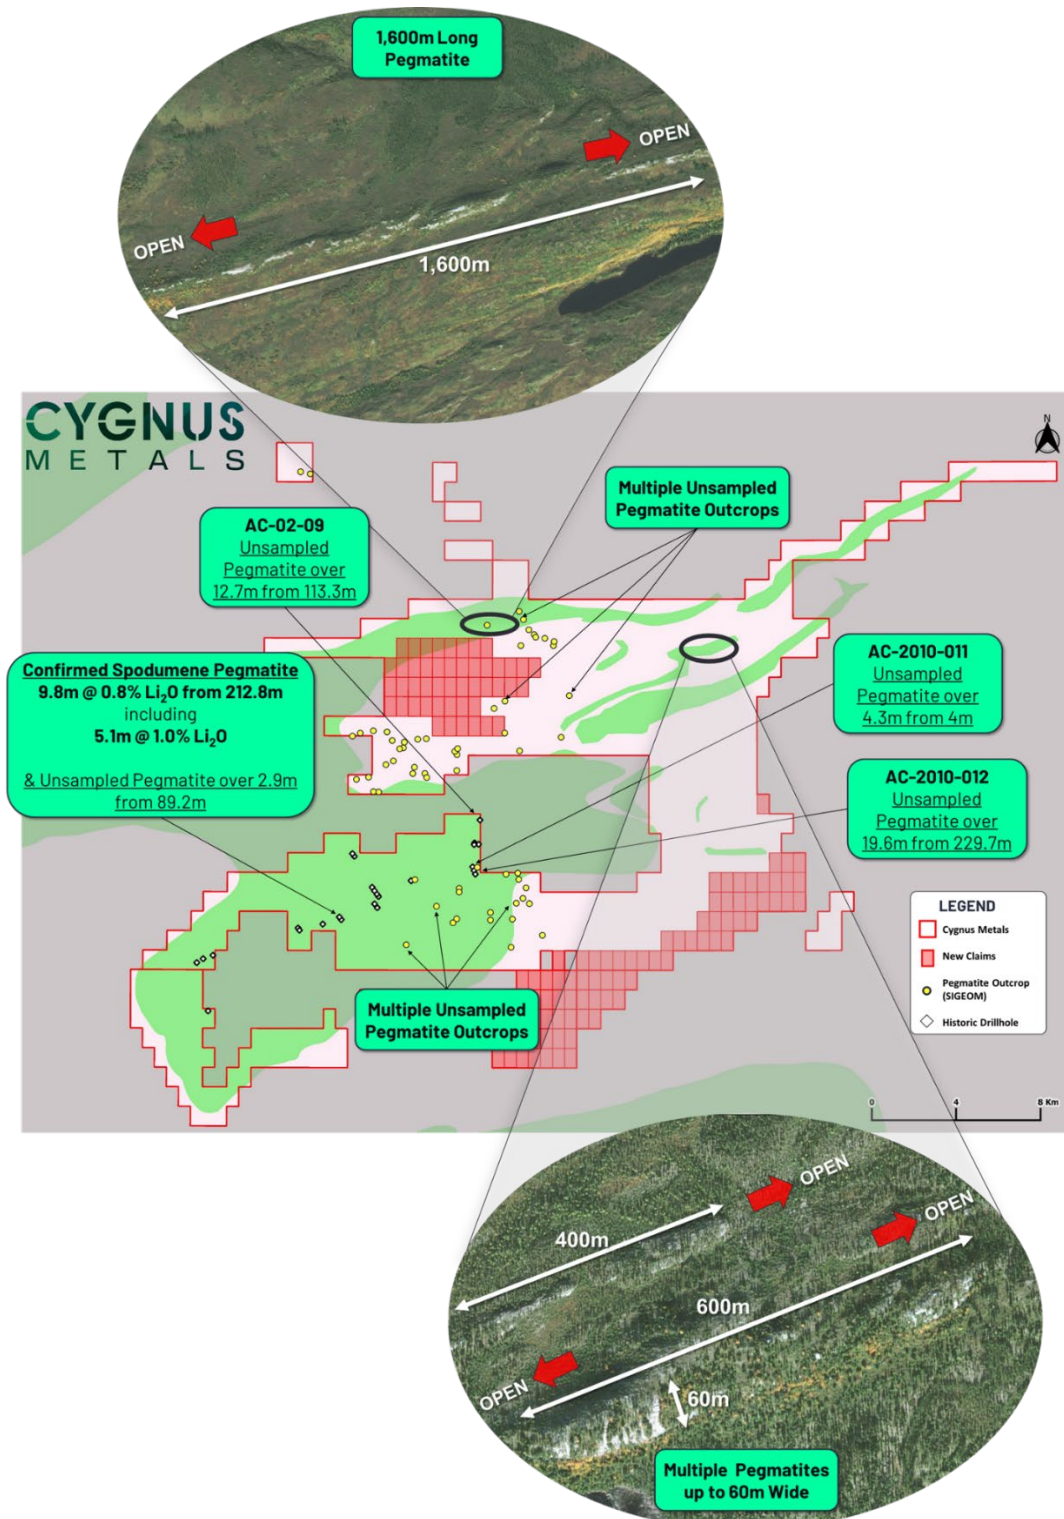 1,600m Long
Pegmatite
OPEN
OPEN
1,600m
CYGNUS
METALS
N
Multiple Unsampled
Pegmatite Outcrops
AC-02-09
Unsampled
Pegmatite over
12.7m from 113.3m
Confirmed Spodumene Pegmatite
9.8m @ 0.8% Li₂O from 212.8m
including
5.1m @ 1.0% Li₂O
& Unsampled Pegmatite over 2.9m
from 89.2m
AC-2010-011
Unsampled
Pegmatite over
4.3m from 4m
AC-2010-012
Unsampled
Pegmatite over
19.6m from 229.7m
LEGEND
Cygnus Metals
New Claims
Pegmatite Outcrop
(SIGEOM)
Historic Drillhole
Multiple Unsampled
Pegmatite Outcrops
0 4 8 Km
OPEN
OPEN
400m
600m
OPEN
60m
Multiple Pegmatites
up to 60m Wide